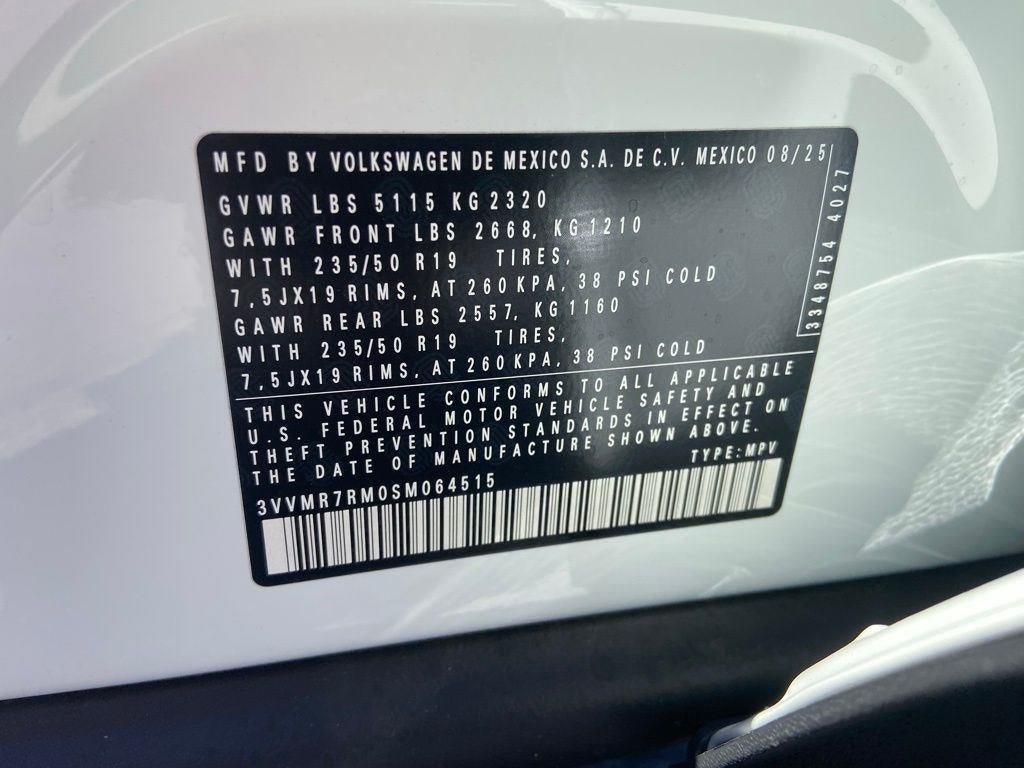 MFD BY VOLKSWAGEN DE MEXICO S.A. DE C.V. MEXICO 08/25
GVWR LBS 5115 KG 2320
GAWR FRONT LBS 2668, KG 1210
WITH 235/50 R19 TIRES,
7,5JX19 RIMS, AT 260 KPA, 38 PSI COLD
GAWR REAR LBS 2557, KG 1160
WITH 235/50 R19 TIRES,
7,5JX19 RIMS, AT 260 KPA, 38 PSI COLD
3348754 4027
THIS VEHICLE CONFORMS TO ALL APPLICABLE
U.S. FEDERAL MOTOR VEHICLE SAFETY AND
THEFT PREVENTION STANDARDS IN EFFECT ON
THE DATE OF MANUFACTURE SHOWN ABOVE.
TYPE:MPV
3VVMR7RM0SM064515